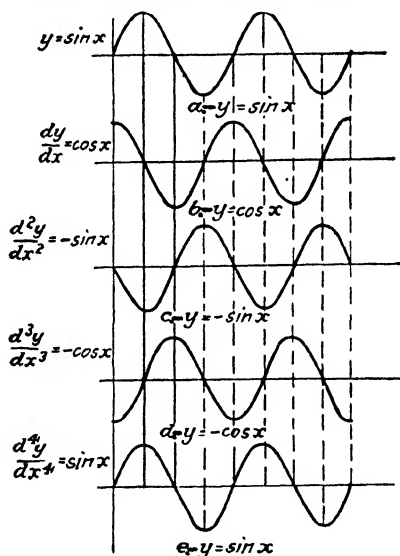 y=sin x
a.-y=sin x
dy/dx=cos x
b.-y=cos x
d²y/dx²=-sin x
c.-y=-sin x
d³y/dx³=-cos x
d.-y=-cos x
d⁴y/dx⁴=sin x
e.-y=sin x